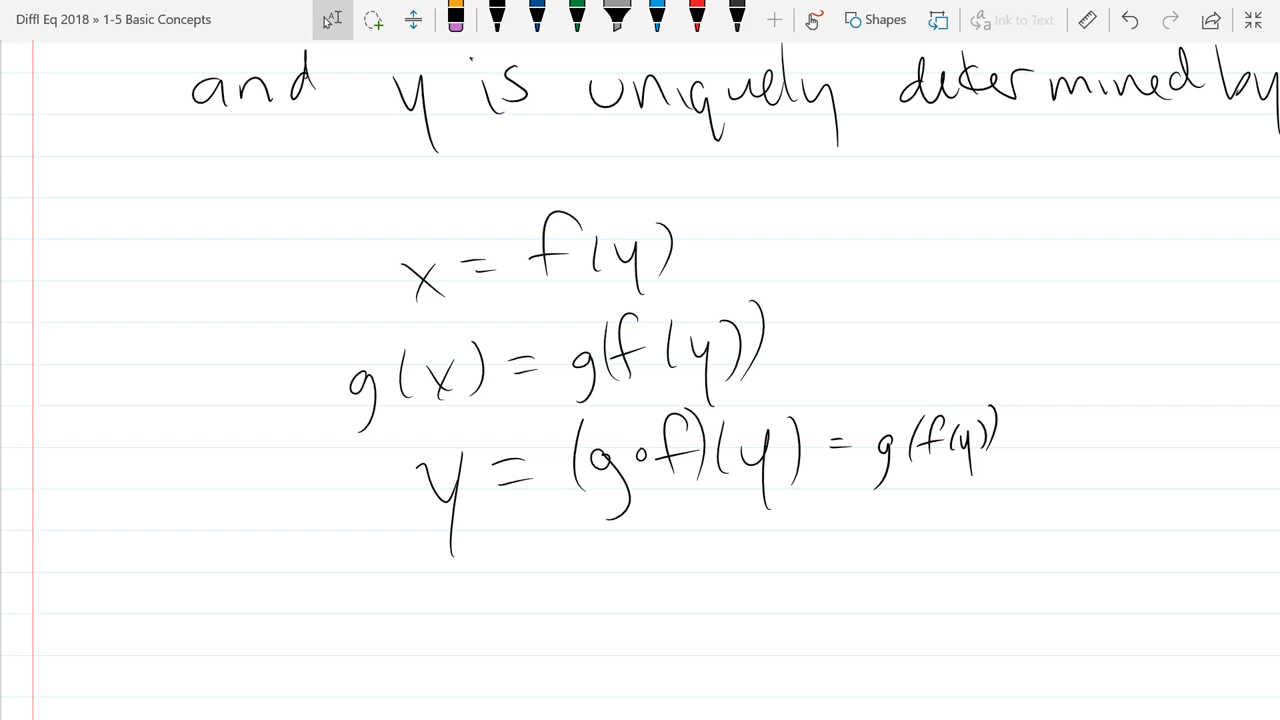 Diffl Eq 2018 » 1-5 Basic Concepts
Shapes
Ink to Text
and y is uniquely determined by
x = f(y)
g(x) = g(f(y))
y = (g∘f)(y) = g(f(y))